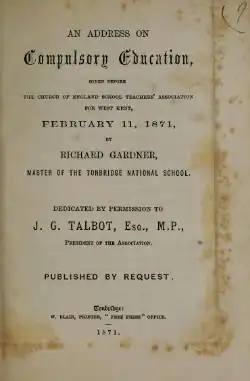 AN ADDRESS ON
Compulsory Education,
GIVEN BEFORE
THE CHURCH OF ENGLAND SCHOOL TEACHERS' ASSOCIATION
FOR WEST KENT,
FEBRUARY 11, 1871,
BY
RICHARD GARDNER,
MASTER OF THE TONBRIDGE NATIONAL SCHOOL.
DEDICATED BY PERMISSION TO
J. G. TALBOT, ESQ., M.P.,
PRESIDENT OF THE ASSOCIATION.
PUBLISHED BY REQUEST.
Tonbridge:
W. BLAIR, PRINTER, "FREE PRESS" OFFICE.
1871.